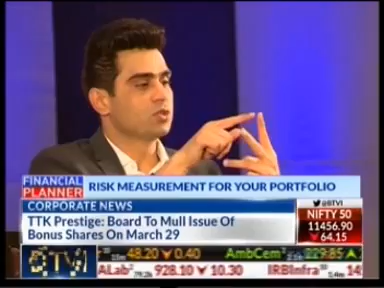 FINANCIAL
PLANNER
RISK MEASUREMENT FOR YOUR PORTFOLIO
CORPORATE NEWS
@BTVI
TTK Prestige: Board To Mull Issue Of
Bonus Shares On March 29
NIFTY 50
11456.90
64.15
BTVI
48.20 0.40 AmbCem 229.85
ALab 928.10 10.30 IRBInfra